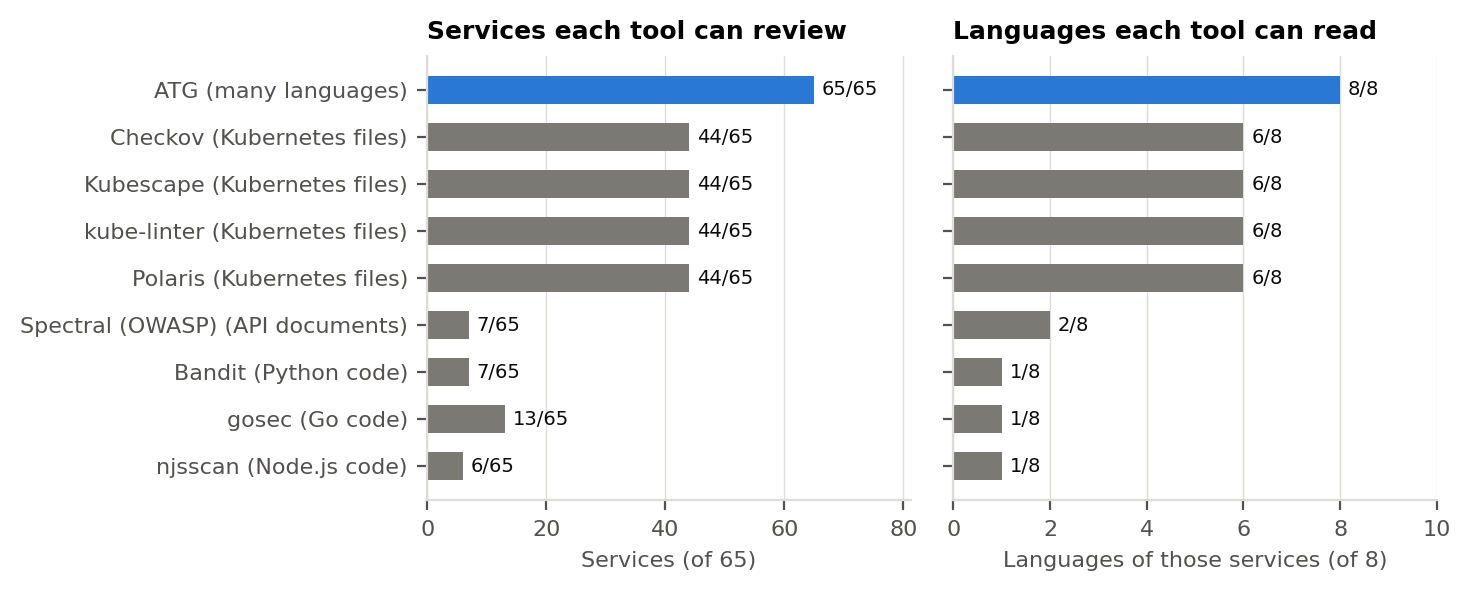 Services each tool can review
Languages each tool can read
ATG (many languages)
65/65
8/8
Checkov (Kubernetes files)
44/65
6/8
Kubescape (Kubernetes files)
44/65
6/8
kube-linter (Kubernetes files)
44/65
6/8
Polaris (Kubernetes files)
44/65
6/8
Spectral (OWASP) (API documents)
7/65
2/8
Bandit (Python code)
7/65
1/8
gosec (Go code)
13/65
1/8
njsscan (Node.js code)
6/65
1/8
0 20 40 60 80
0 2 4 6 8 10
Services (of 65)
Languages of those services (of 8)